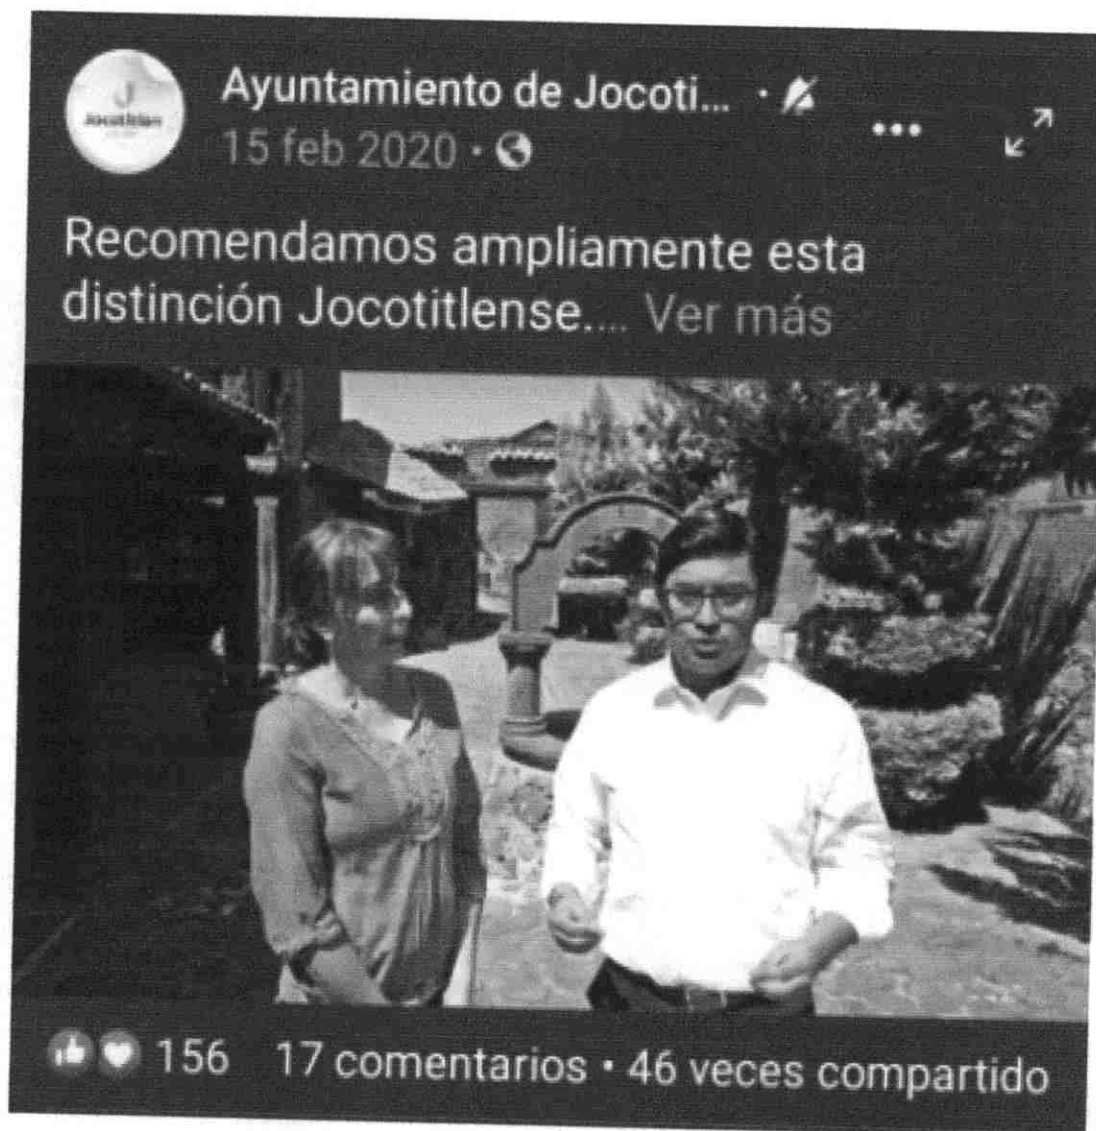 Ayuntamiento de Jocoti... ·
15 feb 2020 ·
Jocotitlán
Recomendamos ampliamente esta
distinción Jocotitlense.... Ver más
156 17 comentarios • 46 veces compartido